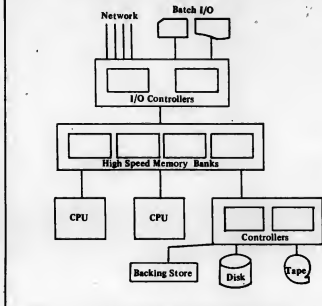 Network
Batch I/O
I/O Controllers
High Speed Memory Banks
CPU
CPU
Controllers
Backing Store
Disk
Tape